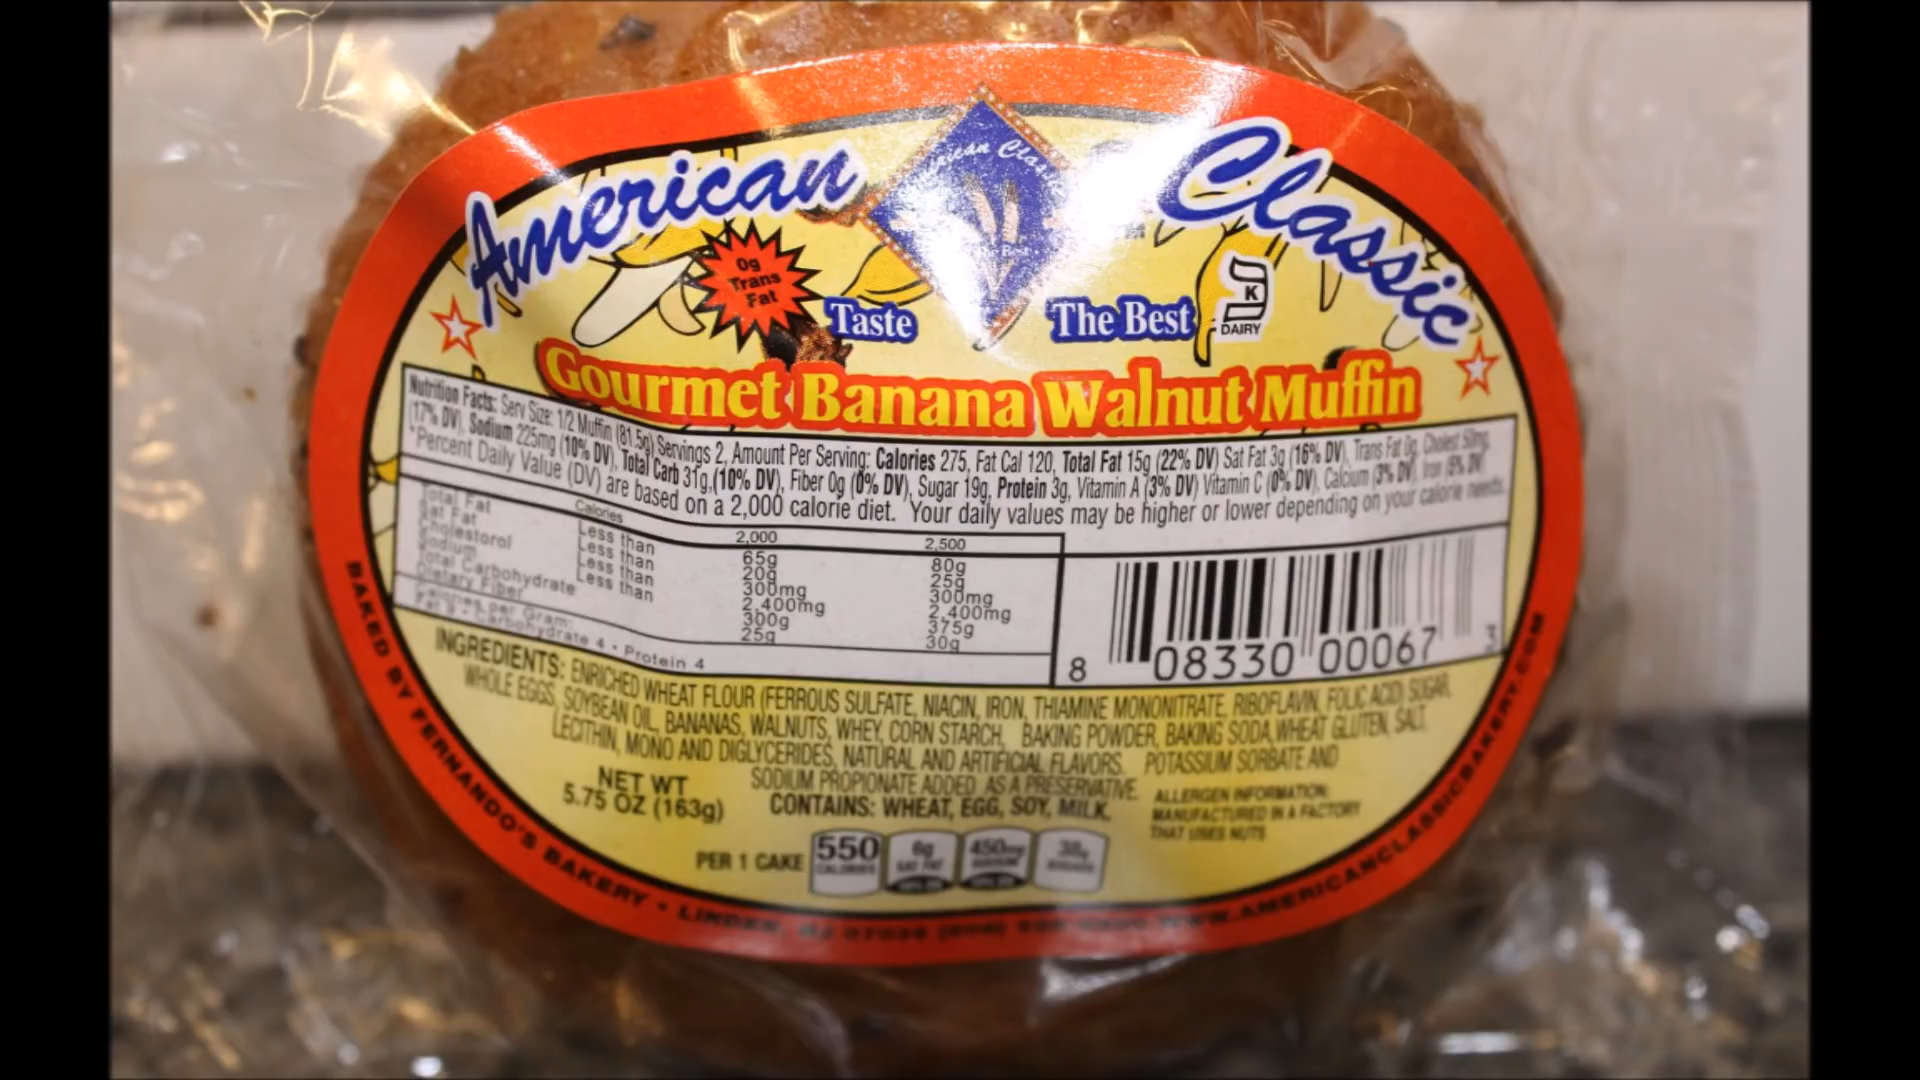 American Classic
0g
Trans
Fat
Taste
The Best
K
DAIRY
Gourmet Banana Walnut Muffin
Nutrition Facts: Serv Size: 1/2 Muffin (81.5g) Servings 2, Amount Per Serving: Calories 275, Fat Cal 120, Total Fat 15g (22% DV) Sat Fat 3g (16% DV), Trans Fat 0g, Cholest 50mg
(17% DV), Sodium 225mg (10% DV), Total Carb 31g,(10% DV), Fiber 0g (0% DV), Sugar 19g, Protein 3g, Vitamin A (3% DV) Vitamin C (0% DV), Calcium (3% DV), Iron (9% DV)
*Percent Daily Value (DV) are based on a 2,000 calorie diet. Your daily values may be higher or lower depending on your calorie needs.
Calories 2,000 2,500
Total Fat Less than 65g 80g
Sat Fat Less than 20g 25g
Cholestorol Less than 300mg 300mg
Sodium Less than 2,400mg 2,400mg
Total Carbohydrate 300g 375g
Dietary Fiber 25g 30g
Calories per Gram:
Fat 9 • Carbohydrate 4 • Protein 4
8 08330 00067 3
INGREDIENTS: ENRICHED WHEAT FLOUR (FERROUS SULFATE, NIACIN, IRON, THIAMINE MONONITRATE, RIBOFLAVIN, FOLIC ACID) SUGAR,
WHOLE EGGS, SOYBEAN OIL, BANANAS, WALNUTS, WHEY, CORN STARCH, BAKING POWDER, BAKING SODA, WHEAT GLUTEN, SALT,
LECITHIN, MONO AND DIGLYCERIDES, NATURAL AND ARTIFICIAL FLAVORS. POTASSIUM SORBATE AND
SODIUM PROPIONATE ADDED AS A PRESERVATIVE.
CONTAINS: WHEAT, EGG, SOY, MILK.
NET WT
5.75 OZ (163g)
ALLERGEN INFORMATION:
MANUFACTURED IN A FACTORY
THAT USES NUTS
PER 1 CAKE
550
CALORIES
6g
SAT FAT
450mg
SODIUM
38g
BAKED BY FERNANDO'S BAKERY • LINDEN, NJ WWW.AMERICANCLASSICBAKERY.COM